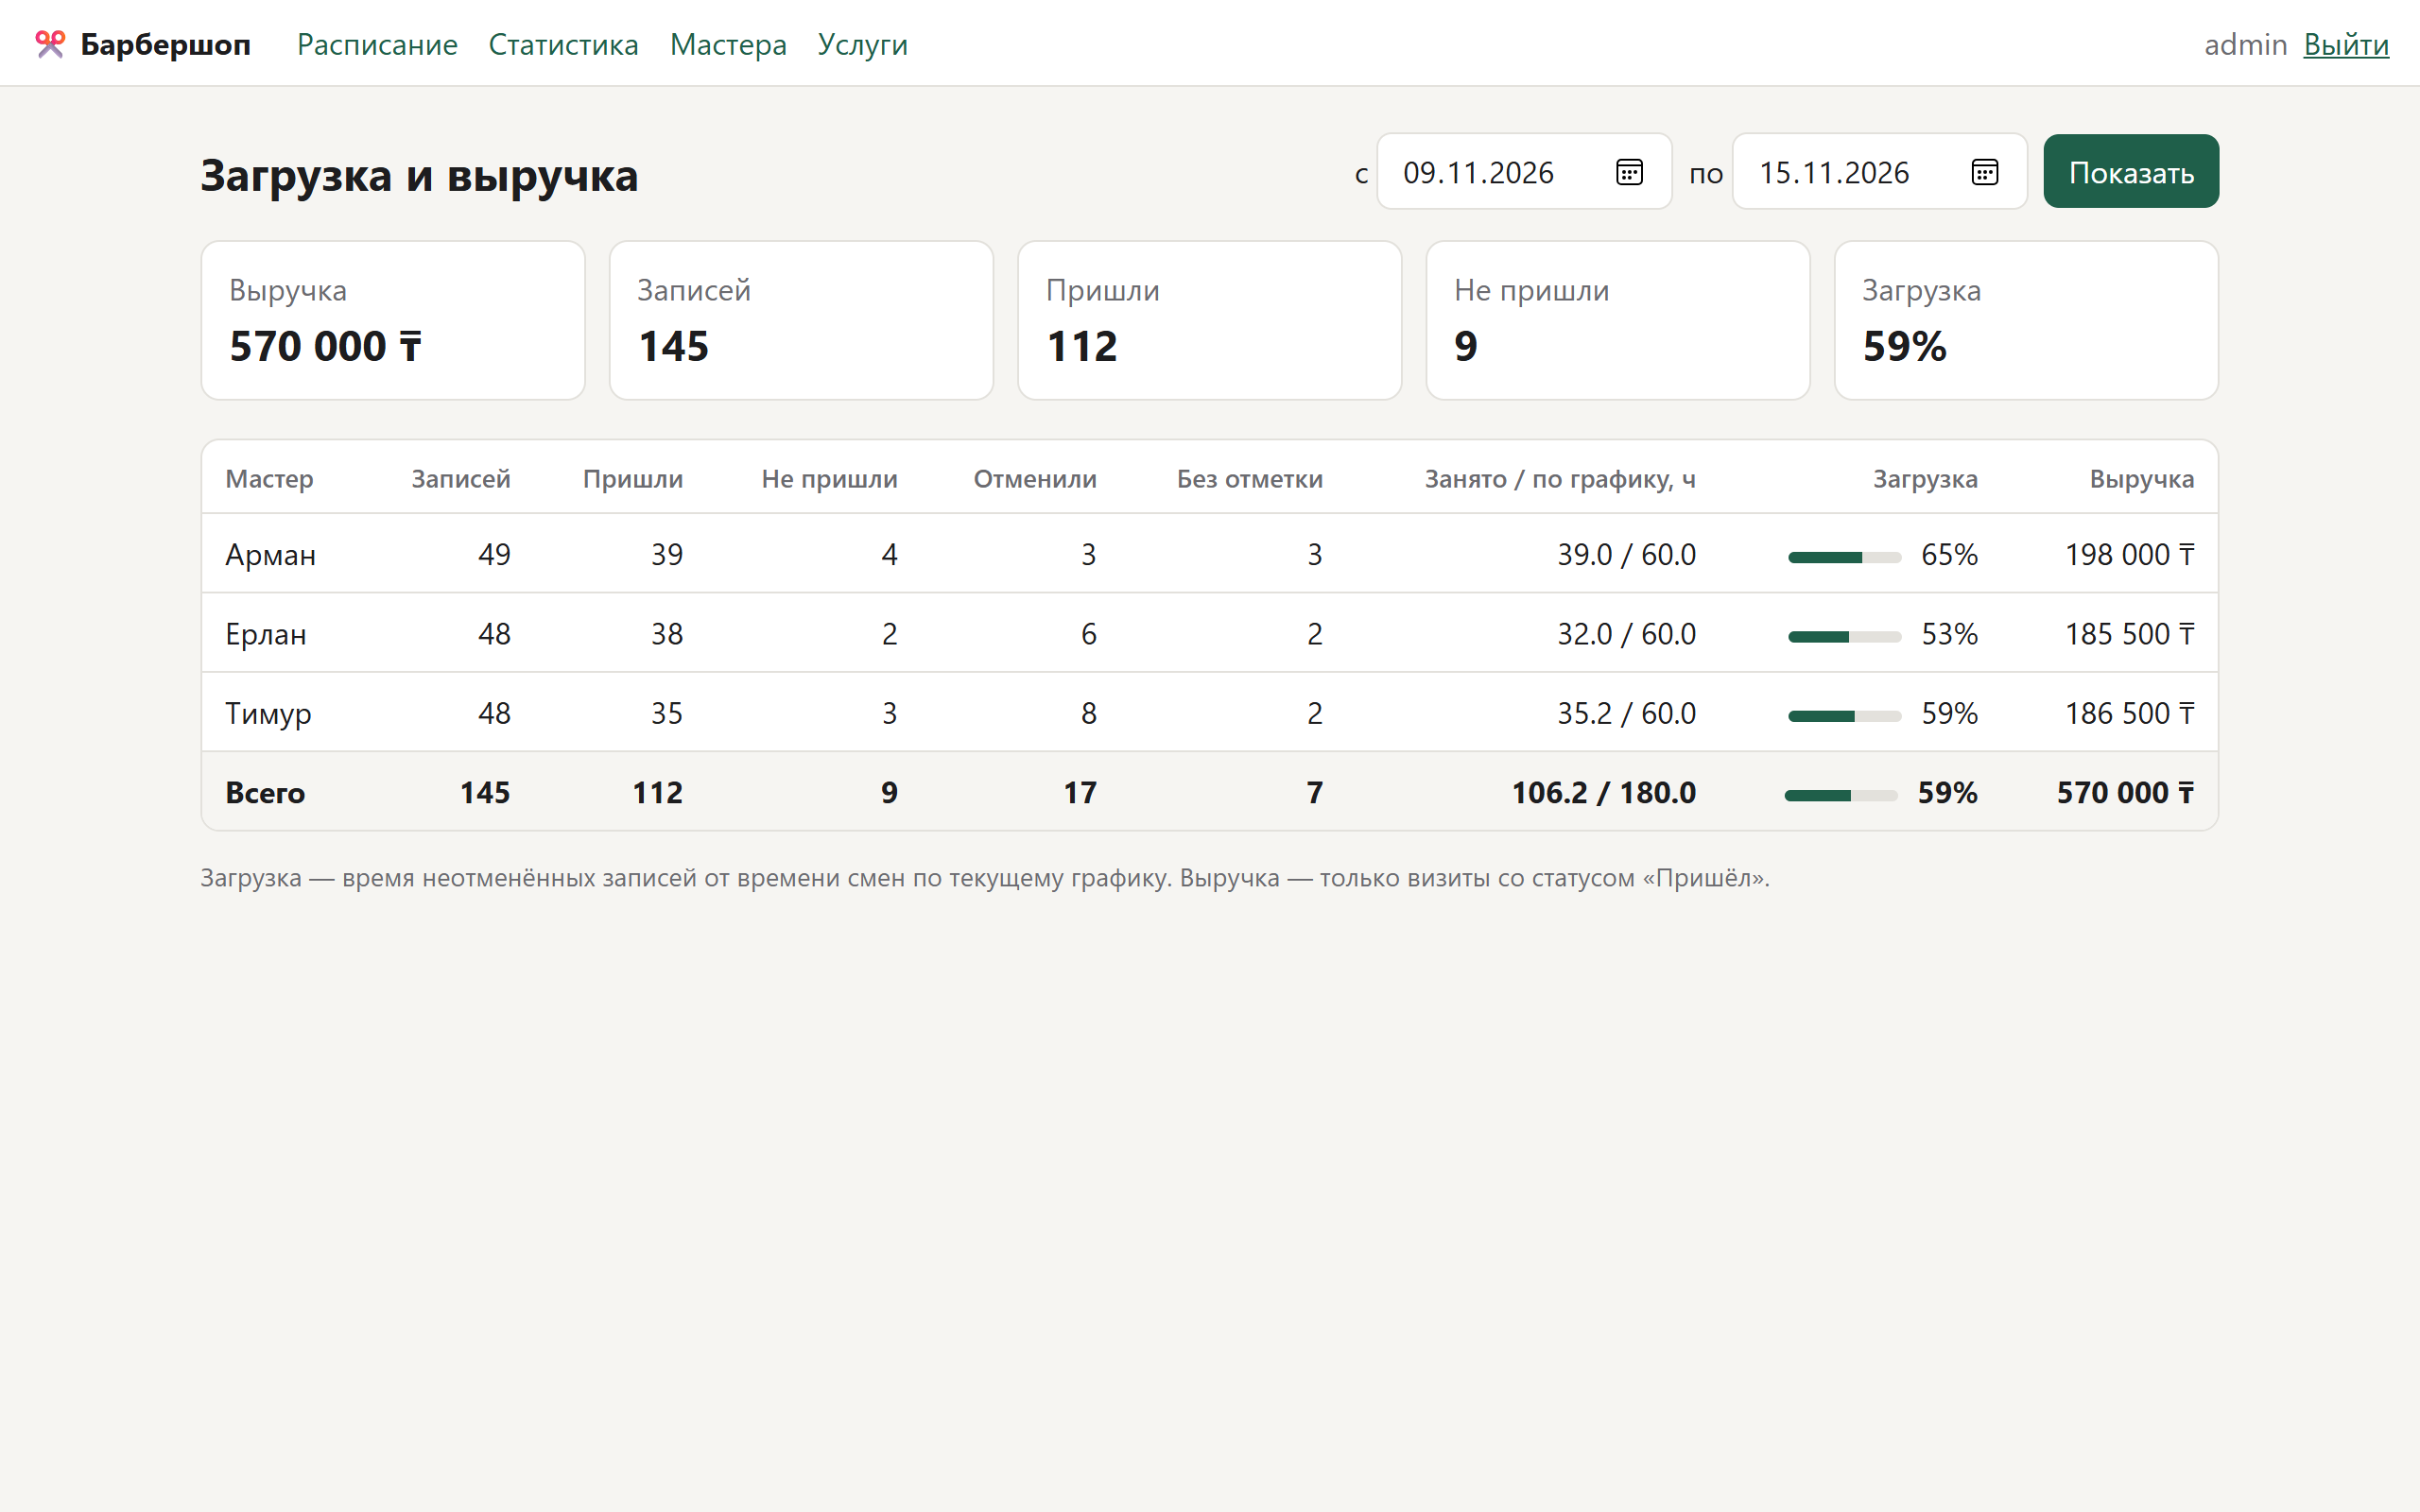 Барбершоп Расписание Статистика Мастера Услуги admin Выйти
Загрузка и выручка с 09.11.2026 по 15.11.2026 Показать
Выручка Записей Пришли Не пришли Загрузка
570 000 ₸ 145 112 9 59%
Мастер Записей Пришли Не пришли Отменили Без отметки Занято / по графику, ч Загрузка Выручка
Арман 49 39 4 3 3 39.0 / 60.0 65% 198 000 ₸
Ерлан 48 38 2 6 2 32.0 / 60.0 53% 185 500 ₸
Тимур 48 35 3 8 2 35.2 / 60.0 59% 186 500 ₸
Всего 145 112 9 17 7 106.2 / 180.0 59% 570 000 ₸
Загрузка — время неотменённых записей от времени смен по текущему графику. Выручка — только визиты со статусом «Пришёл».